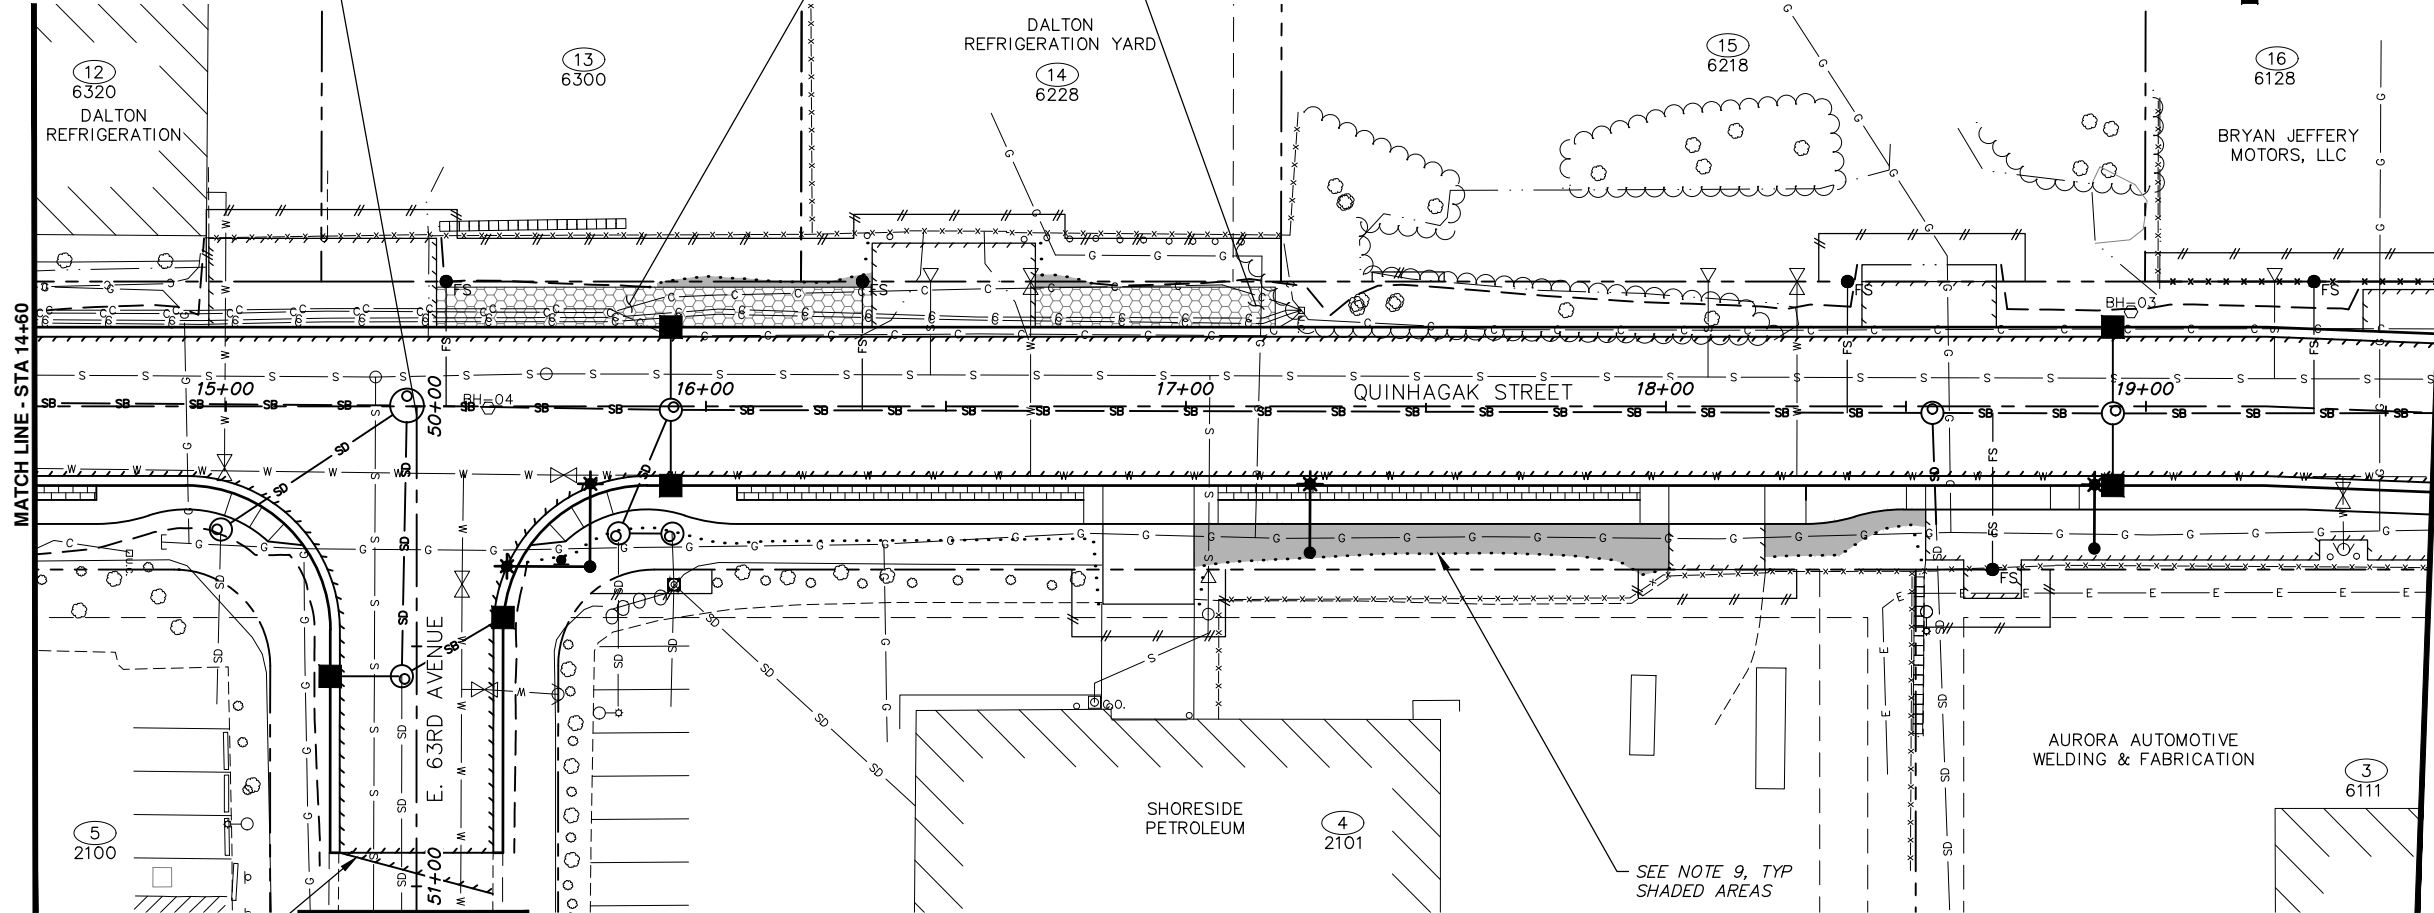 DALTON
REFRIGERATION YARD
14
6228
12
6320
DALTON
REFRIGERATION
13
6300
15
6218
16
6128
BRYAN JEFFERY
MOTORS, LLC
FS
FS
FS
FS
BH-03
MATCH LINE - STA 14+60
15+00
50+00
BH-04
16+00
17+00
QUINHAGAK STREET
18+00
19+00
E. 63RD AVENUE
51+00
FS
C.O.
5
2100
SHORESIDE
PETROLEUM
4
2101
SEE NOTE 9, TYP
SHADED AREAS
AURORA AUTOMOTIVE
WELDING & FABRICATION
3
6111